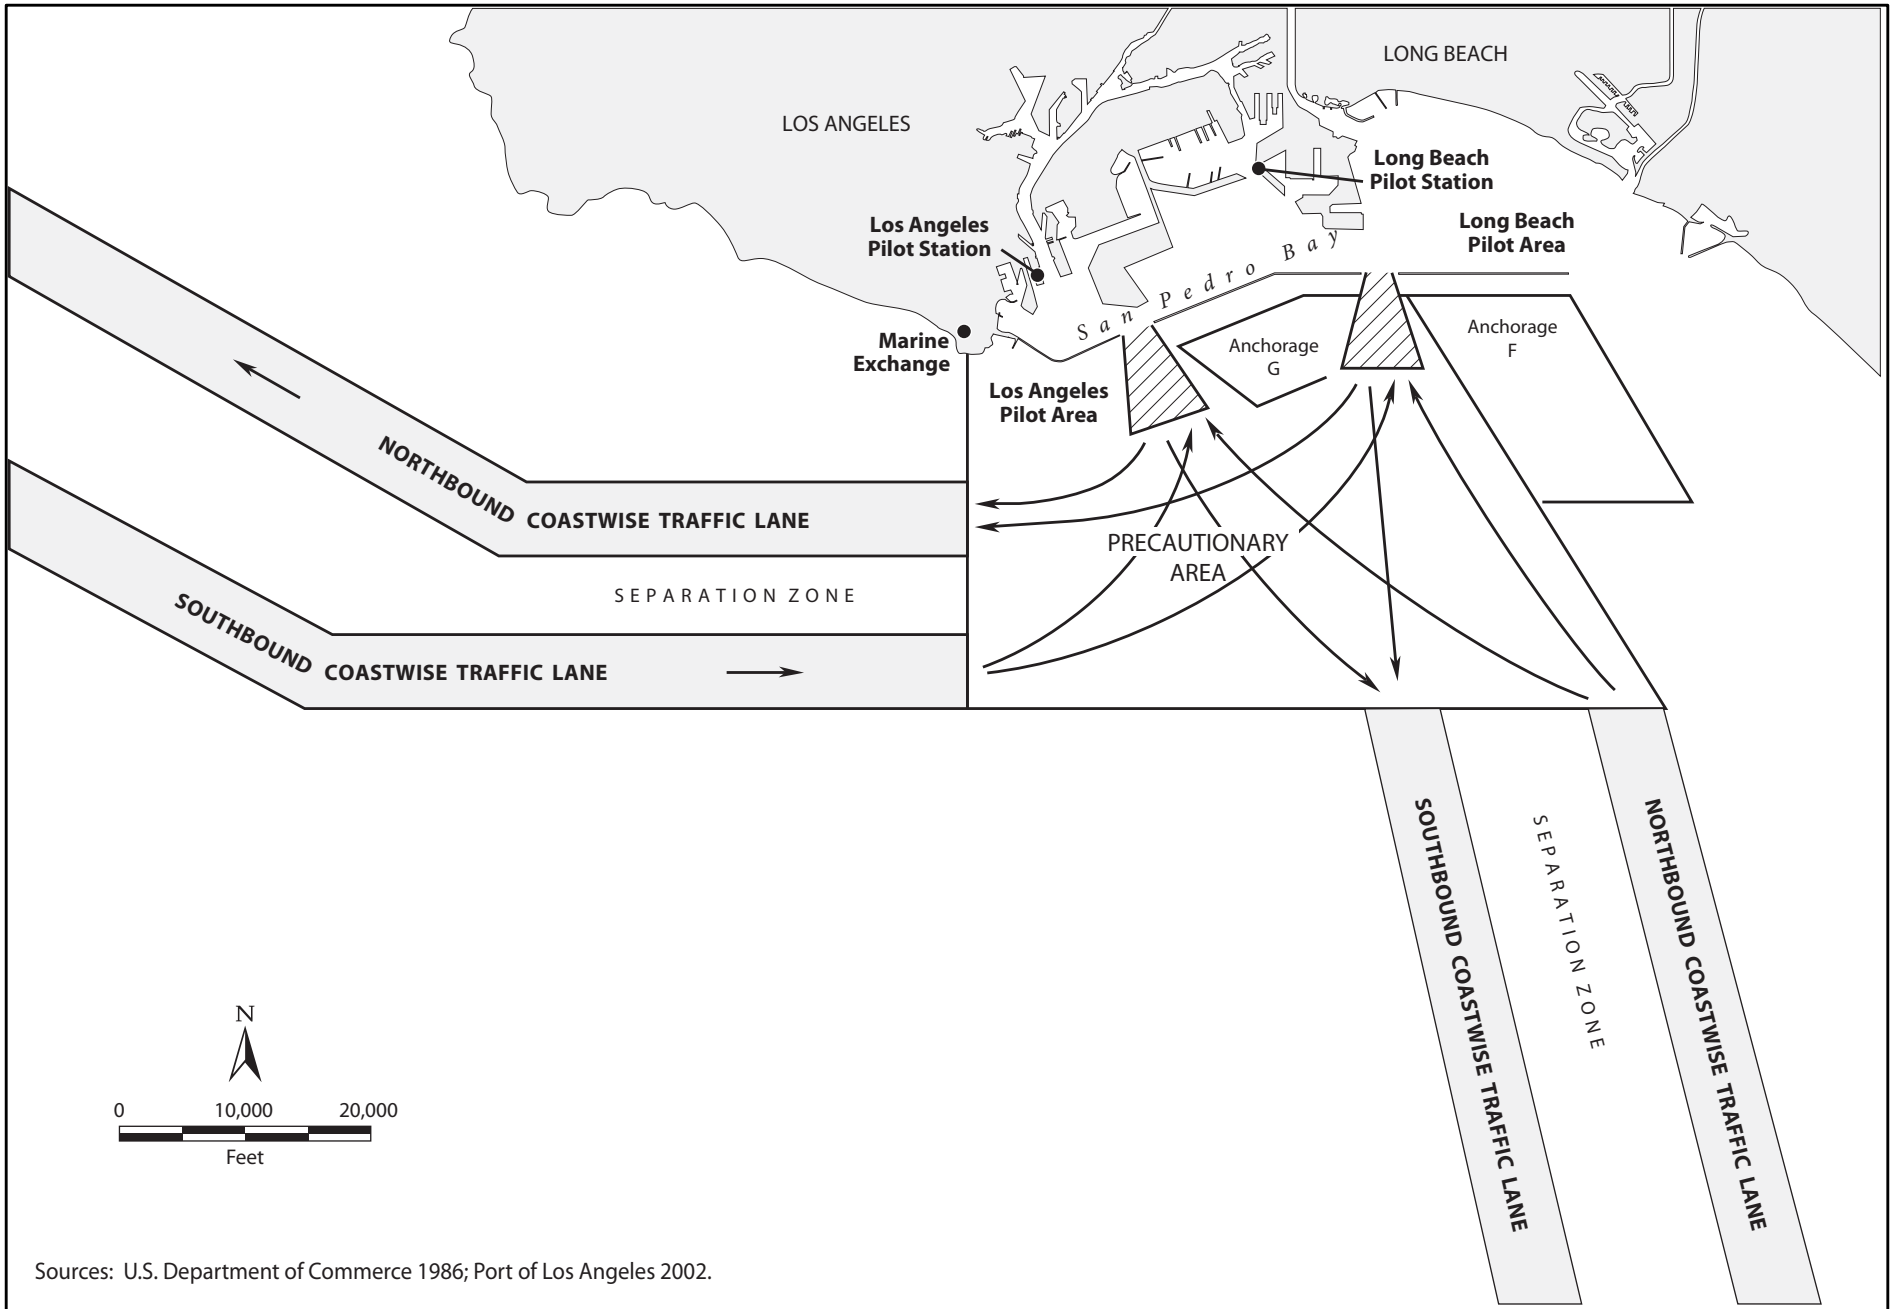 LONG BEACH
LOS ANGELES
Long Beach
Pilot Station
Los Angeles
Pilot Station
Long Beach
Pilot Area
San Pedro Bay
Marine
Exchange
Anchorage
G
Anchorage
F
Los Angeles
Pilot Area
NORTHBOUND COASTWISE TRAFFIC LANE
PRECAUTIONARY
AREA
SEPARATION ZONE
SOUTHBOUND COASTWISE TRAFFIC LANE
SOUTHBOUND COASTWISE TRAFFIC LANE
SEPARATION ZONE
NORTHBOUND COASTWISE TRAFFIC LANE
N
0 10,000 20,000
Feet
Sources: U.S. Department of Commerce 1986; Port of Los Angeles 2002.